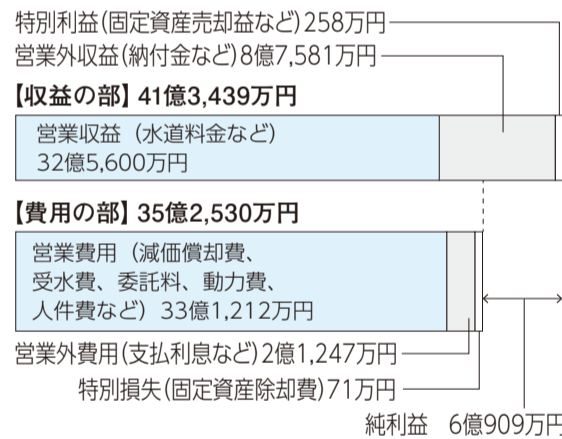 特別利益(固定資産売却益など)258万円
営業外収益(納付金など)8億7,581万円
【収益の部】41億3,439万円
営業収益（水道料金など）
32億5,600万円
【費用の部】35億2,530万円
営業費用（減価償却費、
受水費、委託料、動力費、
人件費など）33億1,212万円
営業外費用(支払利息など)2億1,247万円
特別損失(固定資産除却費)71万円
純利益　6億909万円